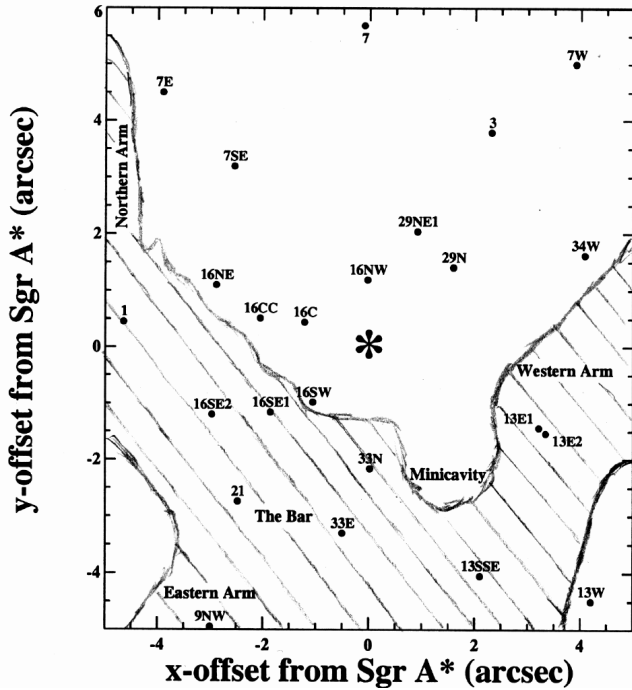 6
7
7W
7E
3
7SE
Northern Arm
4
2
0
-2
-4
y-offset from Sgr A* (arcsec)
29NE1
29N
34W
16NE
16NW
16CC
16C
1
*
Western Arm
16SW
16SE2
16SE1
13E1
13E2
33N
Minicavity
21
The Bar
33E
13SSE
Eastern Arm
9NW
13W
-4
-2
0
2
4
x-offset from Sgr A* (arcsec)